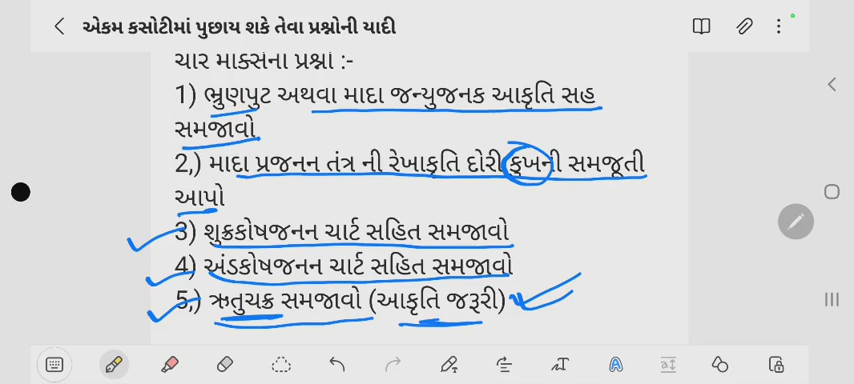 એકમ કસોટીમાં પુછાય શકે તેવા પ્રશ્નોની યાદી
ચાર માર્ક્સના પ્રશ્નો :-
1) ભ્રુણપુટ અથવા માદા જન્યુજનક આકૃતિ સહ
સમજાવો
2,) માદા પ્રજનન તંત્ર ની રેખાકૃતિ દોરી કુખની સમજૂતી
આપો
3) શુક્રકોષજનન ચાર્ટ સહિત સમજાવો
4) અંડકોષજનન ચાર્ટ સહિત સમજાવો
5,) ઋતુચક્ર સમજાવો (આકૃતિ જરૂરી)